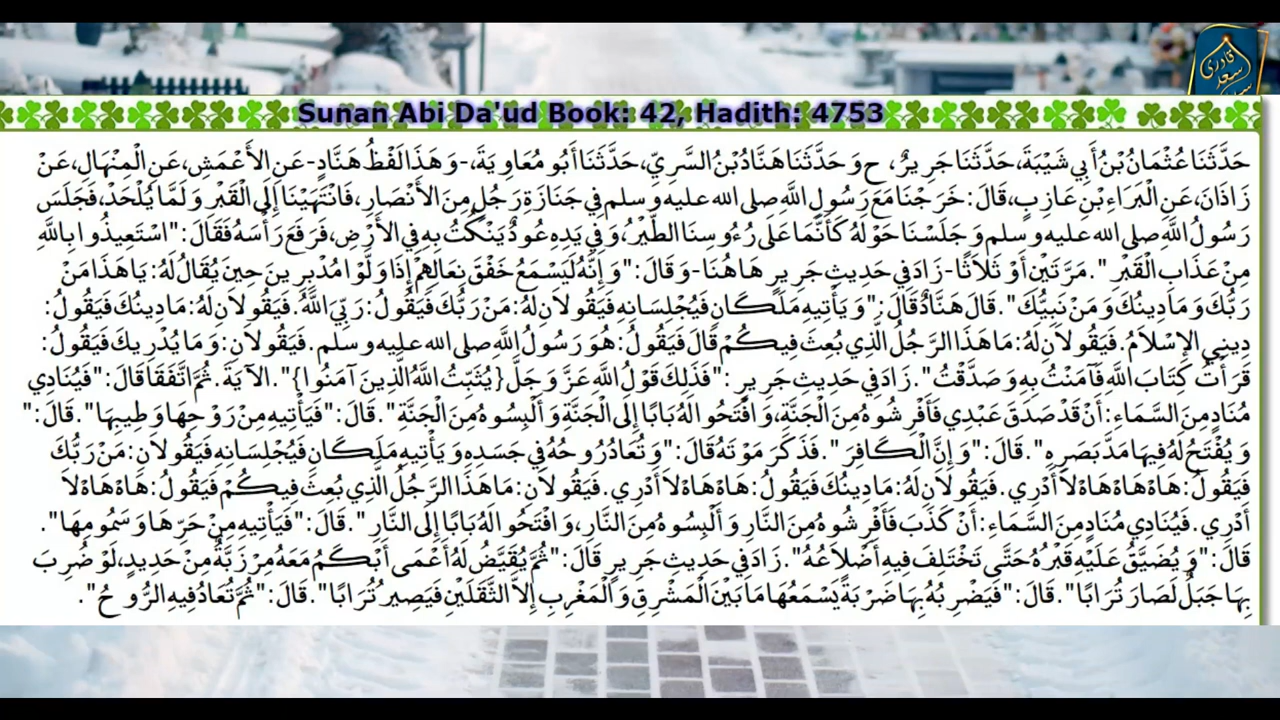 Sunan Abi Da'ud Book: 42, Hadith: 4753
حَدَّثَنَا عُثْمَانُ بْنُ أَبِي شَيْبَةَ، حَدَّثَنَا جَرِيرٌ، ح وَحَدَّثَنَا هَنَّادُ بْنُ السَّرِيِّ، حَدَّثَنَا أَبُو مُعَاوِيَةَ، - وَهَذَا لَفْظُ هَنَّادٍ - عَنِ الأَعْمَشِ، عَنِ الْمِنْهَالِ، عَنْ
زَاذَانَ، عَنِ الْبَرَاءِ بْنِ عَازِبٍ، قَالَ: خَرَجْنَا مَعَ رَسُولِ اللَّهِ صلى الله عليه وسلم فِي جَنَازَةِ رَجُلٍ مِنَ الأَنْصَارِ، فَانْتَهَيْنَا إِلَى الْقَبْرِ وَلَمَّا يُلْحَدْ، فَجَلَسَ
رَسُولُ اللَّهِ صلى الله عليه وسلم وَجَلَسْنَا حَوْلَهُ كَأَنَّمَا عَلَى رُءُوسِنَا الطَّيْرُ، وَفِي يَدِهِ عُودٌ يَنْكُتُ بِهِ فِي الأَرْضِ، فَرَفَعَ رَأْسَهُ فَقَالَ: "اسْتَعِيذُوا بِاللَّهِ
مِنْ عَذَابِ الْقَبْرِ". مَرَّتَيْنِ أَوْ ثَلاَثًا - زَادَ فِي حَدِيثِ جَرِيرٍ هَا هُنَا - وَقَالَ: "وَإِنَّهُ لَيَسْمَعُ خَفْقَ نِعَالِهِمْ إِذَا وَلَّوْا مُدْبِرِينَ حِينَ يُقَالُ لَهُ: يَا هَذَا مَنْ
رَبُّكَ وَمَا دِينُكَ وَمَنْ نَبِيُّكَ". قَالَ هَنَّادٌ قَالَ: "وَيَأْتِيهِ مَلَكَانِ فَيُجْلِسَانِهِ فَيَقُولاَنِ لَهُ: مَنْ رَبُّكَ فَيَقُولُ: رَبِّيَ اللَّهُ. فَيَقُولاَنِ لَهُ: مَا دِينُكَ فَيَقُولُ:
دِينِي الإِسْلاَمُ. فَيَقُولاَنِ لَهُ: مَا هَذَا الرَّجُلُ الَّذِي بُعِثَ فِيكُمْ قَالَ فَيَقُولُ: هُوَ رَسُولُ اللَّهِ صلى الله عليه وسلم. فَيَقُولاَنِ: وَمَا يُدْرِيكَ فَيَقُولُ:
قَرَأْتُ كِتَابَ اللَّهِ فَآمَنْتُ بِهِ وَصَدَّقْتُ". زَادَ فِي حَدِيثِ جَرِيرٍ: "فَذَلِكَ قَوْلُ اللَّهِ عَزَّ وَجَلَّ {يُثَبِّتُ اللَّهُ الَّذِينَ آمَنُوا}". الآيَةَ. ثُمَّ اتَّفَقَا قَالَ: "فَيُنَادِي
مُنَادٍ مِنَ السَّمَاءِ: أَنْ قَدْ صَدَقَ عَبْدِي فَأَفْرِشُوهُ مِنَ الْجَنَّةِ، وَافْتَحُوا لَهُ بَابًا إِلَى الْجَنَّةِ وَأَلْبِسُوهُ مِنَ الْجَنَّةِ". قَالَ: "فَيَأْتِيهِ مِنْ رَوْحِهَا وَطِيبِهَا". قَالَ: "
وَيُفْتَحُ لَهُ فِيهَا مَدَّ بَصَرِهِ". قَالَ: "وَإِنَّ الْكَافِرَ". فَذَكَرَ مَوْتَهُ قَالَ: "وَتُعَادُ رُوحُهُ فِي جَسَدِهِ وَيَأْتِيهِ مَلَكَانِ فَيُجْلِسَانِهِ فَيَقُولاَنِ: مَنْ رَبُّكَ
فَيَقُولُ: هَاهْ هَاهْ هَاهْ لاَ أَدْرِي. فَيَقُولاَنِ لَهُ: مَا دِينُكَ فَيَقُولُ: هَاهْ هَاهْ لاَ أَدْرِي. فَيَقُولاَنِ: مَا هَذَا الرَّجُلُ الَّذِي بُعِثَ فِيكُمْ فَيَقُولُ: هَاهْ هَاهْ لاَ
أَدْرِي. فَيُنَادِي مُنَادٍ مِنَ السَّمَاءِ: أَنْ كَذَبَ فَأَفْرِشُوهُ مِنَ النَّارِ وَأَلْبِسُوهُ مِنَ النَّارِ، وَافْتَحُوا لَهُ بَابًا إِلَى النَّارِ". قَالَ: "فَيَأْتِيهِ مِنْ حَرِّهَا وَسَمُومِهَا".
قَالَ: "وَيُضَيَّقُ عَلَيْهِ قَبْرُهُ حَتَّى تَخْتَلِفَ فِيهِ أَضْلاَعُهُ". زَادَ فِي حَدِيثِ جَرِيرٍ قَالَ: "ثُمَّ يُقَيَّضُ لَهُ أَعْمَى أَبْكَمُ مَعَهُ مِرْزَبَّةٌ مِنْ حَدِيدٍ، لَوْ ضُرِبَ
بِهَا جَبَلٌ لَصَارَ تُرَابًا". قَالَ: "فَيَضْرِبُهُ بِهَا ضَرْبَةً يَسْمَعُهَا مَا بَيْنَ الْمَشْرِقِ وَالْمَغْرِبِ إِلاَّ الثَّقَلَيْنِ فَيَصِيرُ تُرَابًا". قَالَ: "ثُمَّ تُعَادُ فِيهِ الرُّوحُ".